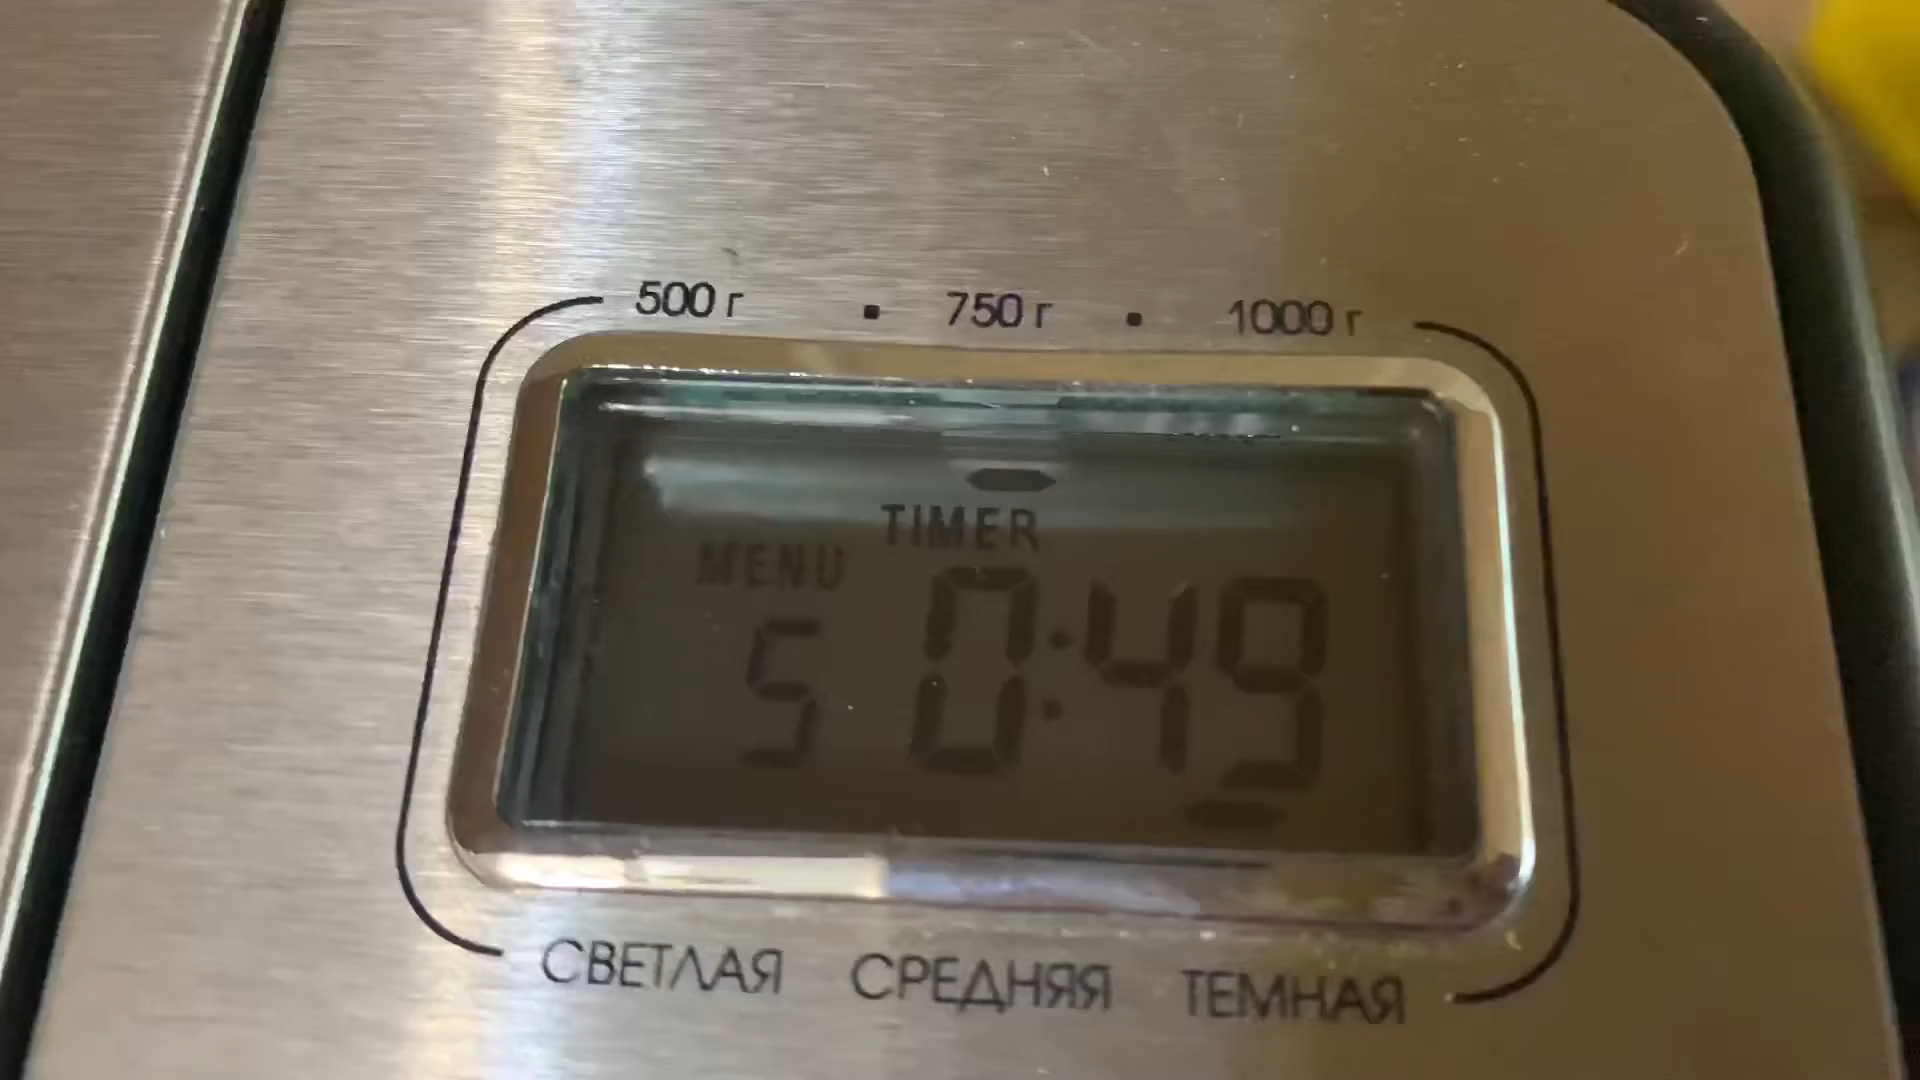 500 г ▪ 750 г ▪ 1000 г
TIMER
MENU
5 0:49
СВЕТЛАЯ СРЕДНЯЯ ТЕМНАЯ